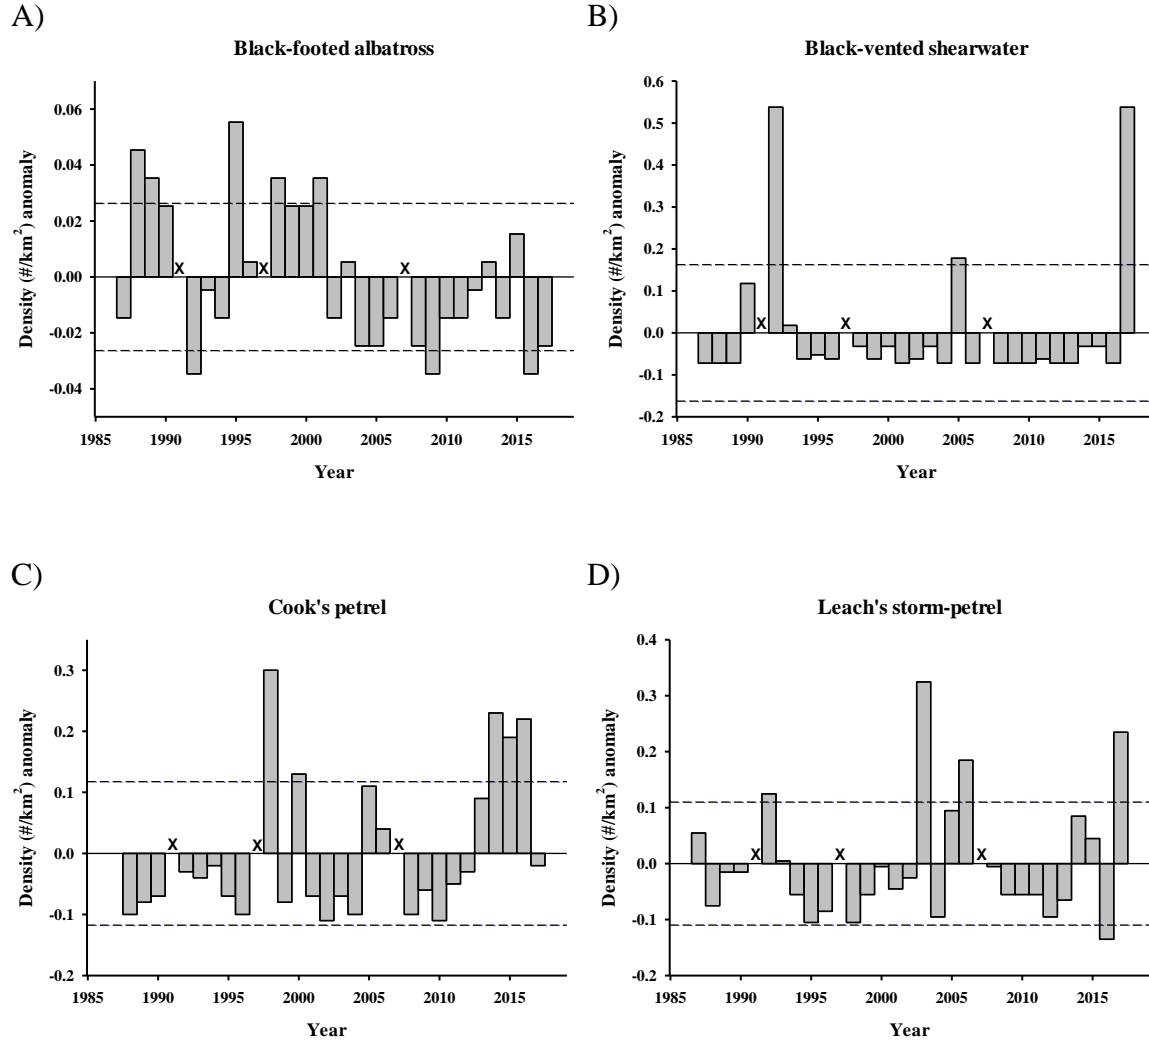 A)
Black-footed albatross
Density (#/km²) anomaly
0.06
0.04
0.02
0.00
-0.02
-0.04
X X X
1985 1990 1995 2000 2005 2010 2015
Year
B)
Black-vented shearwater
Density (#/km²) anomaly
0.6
0.5
0.4
0.3
0.2
0.1
0.0
-0.1
-0.2
X X X
1985 1990 1995 2000 2005 2010 2015
Year
C)
Cook's petrel
Density (#/km²) anomaly
0.3
0.2
0.1
0.0
-0.1
-0.2
X X X
1985 1990 1995 2000 2005 2010 2015
Year
D)
Leach's storm-petrel
Density (#/km²) anomaly
0.4
0.3
0.2
0.1
0.0
-0.1
-0.2
X X X
1985 1990 1995 2000 2005 2010 2015
Year